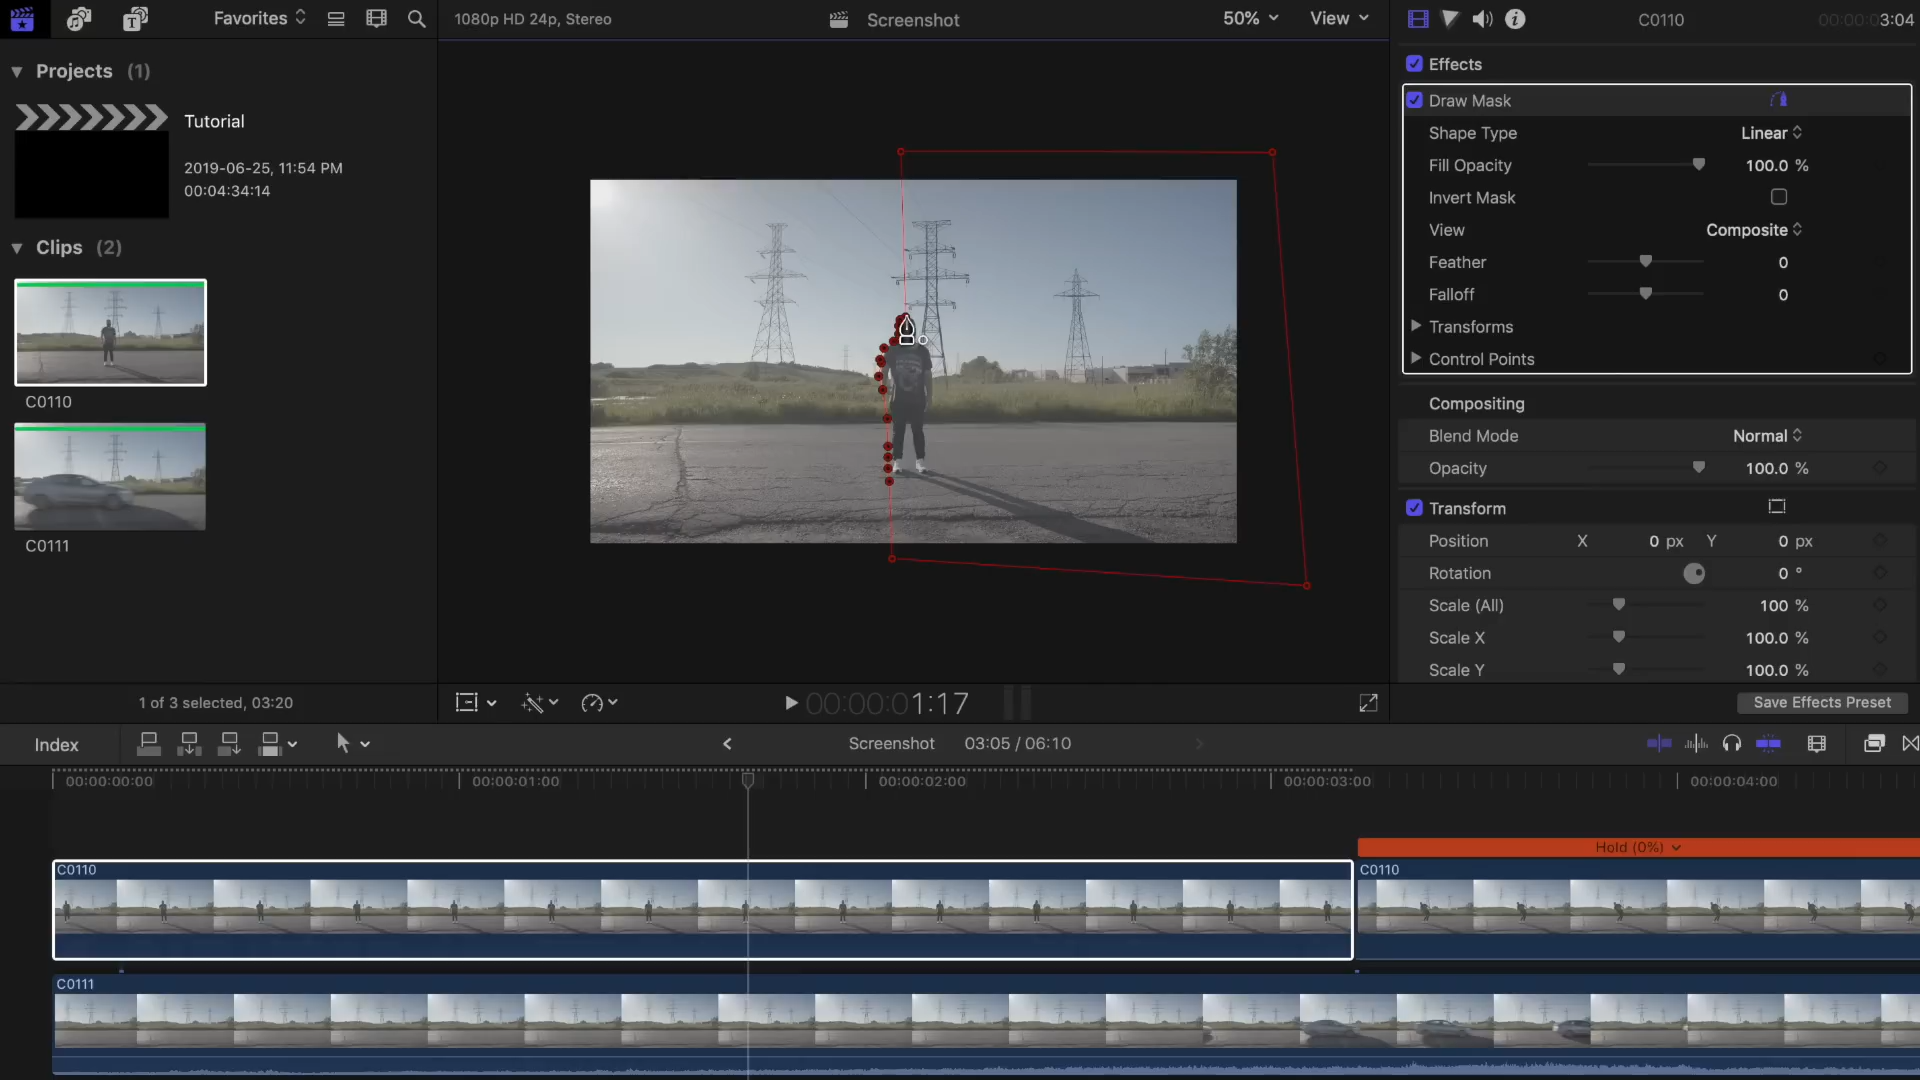 Favorites
1080p HD 24p, Stereo
Screenshot
50%
View
C0110
00:00:03:04
Projects (1)
Tutorial
2019-06-25, 11:54 PM
00:04:34:14
Clips (2)
C0110
C0111
Effects
Draw Mask
Shape Type Linear
Fill Opacity 100.0 %
Invert Mask
View Composite
Feather 0
Falloff 0
Transforms
Control Points
Compositing
Blend Mode Normal
Opacity 100.0 %
Transform
Position X 0 px Y 0 px
Rotation 0 °
Scale (All) 100 %
Scale X 100.0 %
Scale Y 100.0 %
1 of 3 selected, 03:20
00:00:01:17
Save Effects Preset
Index
Screenshot 03:05 / 06:10
00:00:00:00 00:00:01:00 00:00:02:00 00:00:03:00 00:00:04:00
Hold (0%)
C0110
C0110
C0111